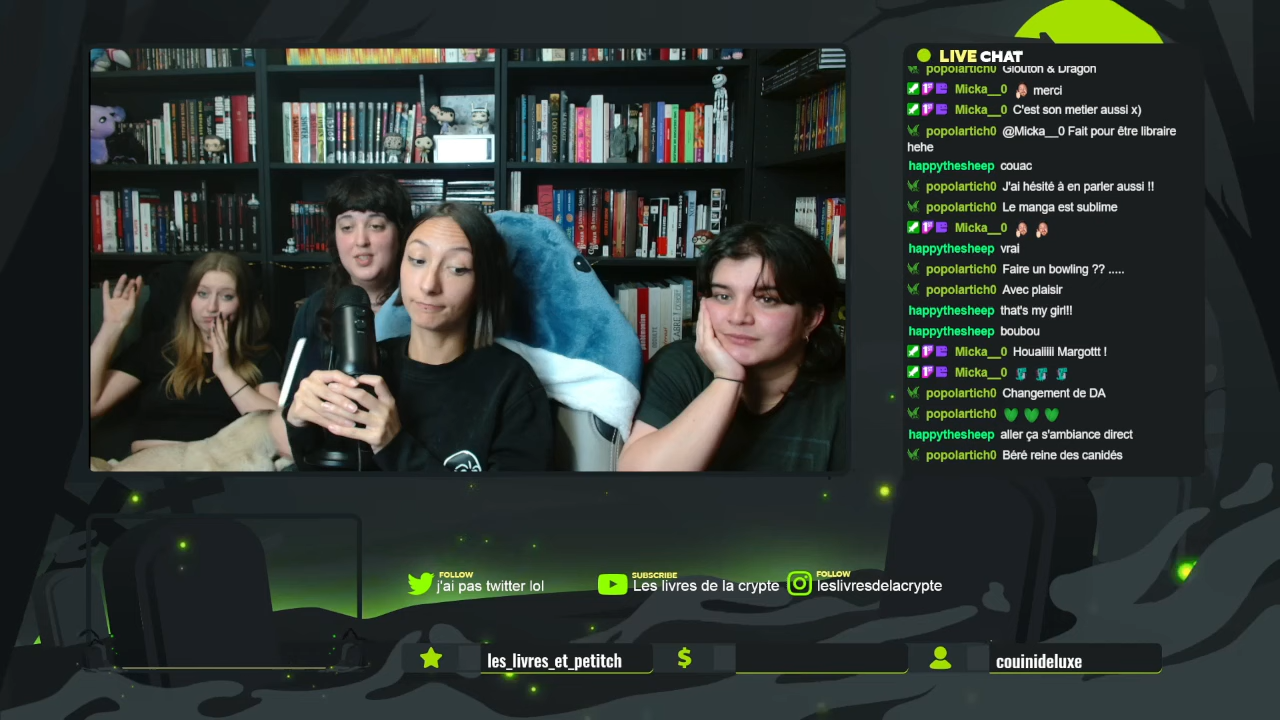 LIVE CHAT
popolartich0 Glouton & Dragon
Micka__0 merci
Micka__0 C'est son metier aussi x)
popolartich0 @Micka__0 Fait pour être libraire
hehe
happythesheep couac
popolartich0 J'ai hésité à en parler aussi !!
popolartich0 Le manga est sublime
Micka__0
happythesheep vrai
popolartich0 Faire un bowling ?? .....
popolartich0 Avec plaisir
happythesheep that's my girl!!
happythesheep boubou
Micka__0 Houaliiii Margottt !
Micka__0
popolartich0 Changement de DA
popolartich0
happythesheep aller ça s'ambiance direct
popolartich0 Béré reine des canidés
FOLLOW
j'ai pas twitter lol
SUBSCRIBE
Les livres de la crypte
FOLLOW
leslivresdelacrypte
les_livres_et_petitch
$
couinideluxe